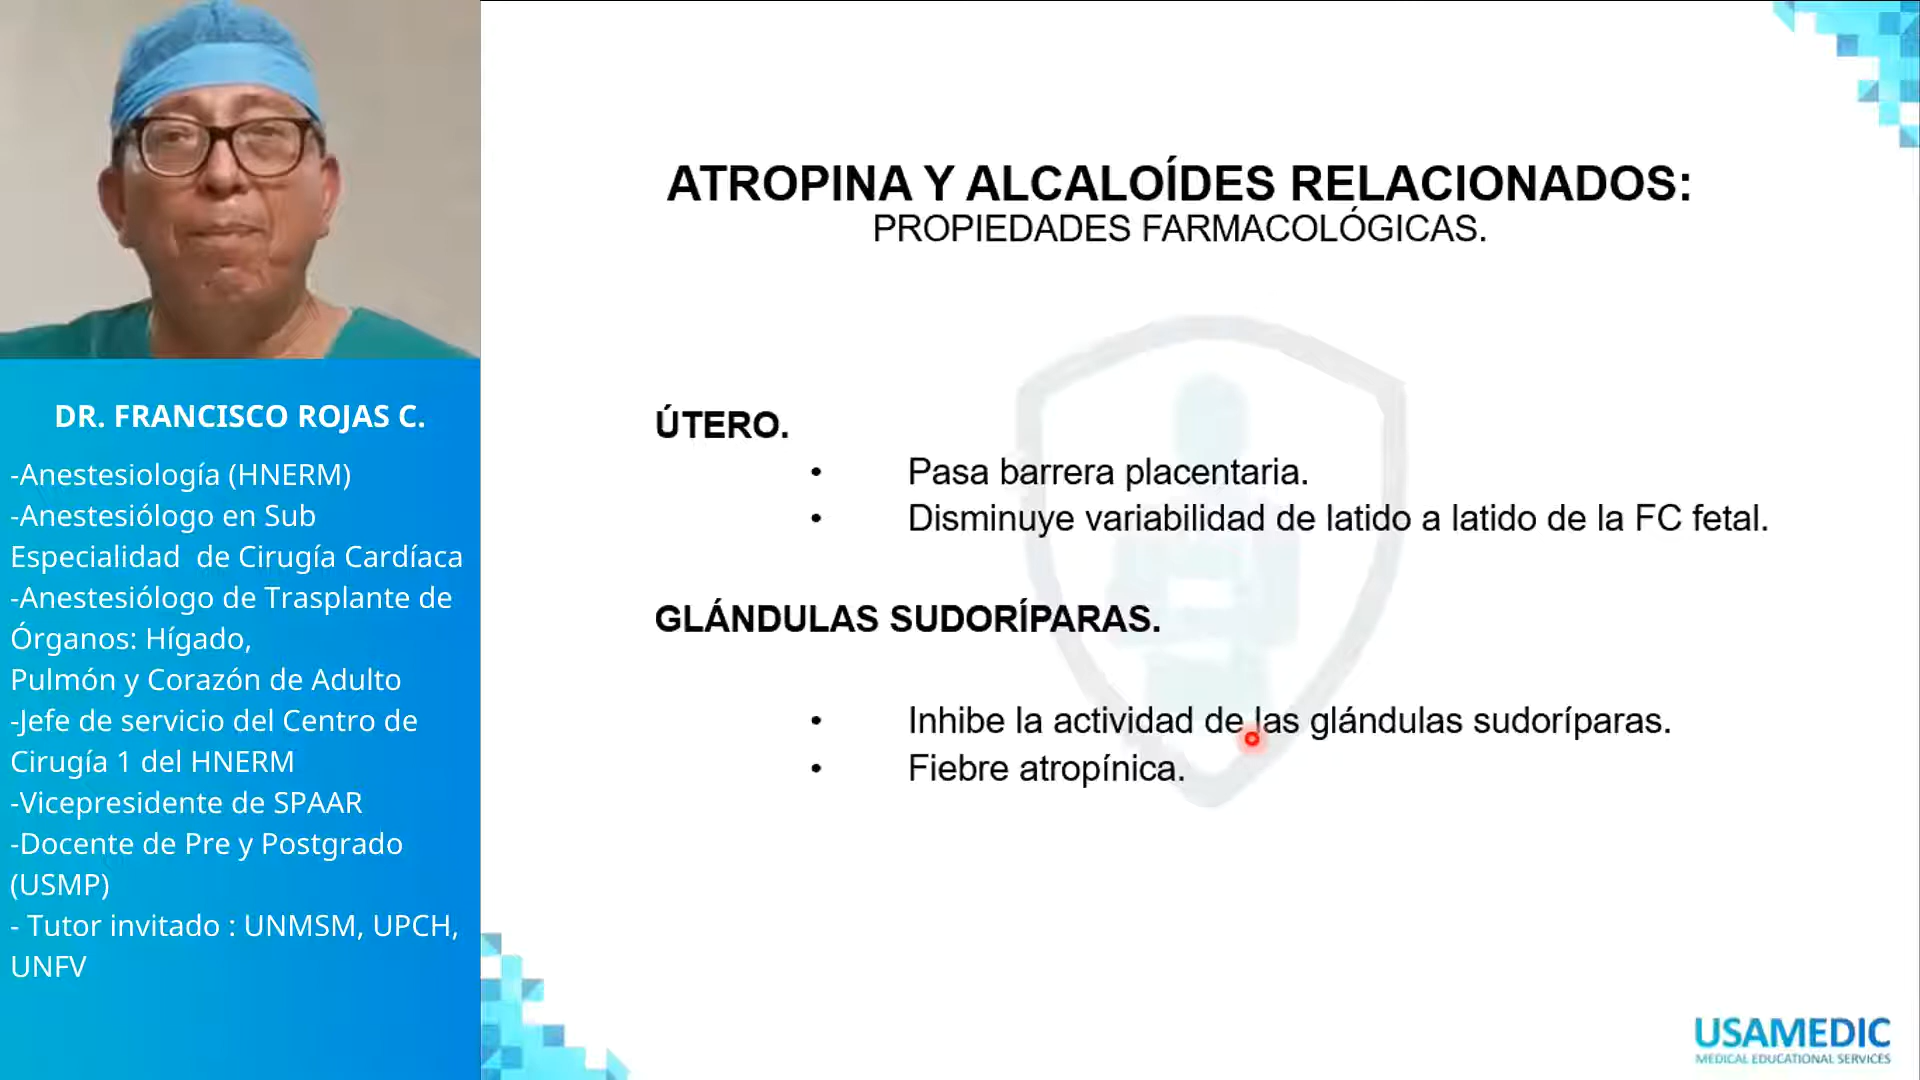 DR. FRANCISCO ROJAS C.
-Anestesiología (HNERM)
-Anestesiólogo en Sub
Especialidad  de Cirugía Cardíaca
-Anestesiólogo de Trasplante de
Órganos: Hígado,
Pulmón y Corazón de Adulto
-Jefe de servicio del Centro de
Cirugía 1 del HNERM
-Vicepresidente de SPAAR
-Docente de Pre y Postgrado
(USMP)
- Tutor invitado : UNMSM, UPCH,
UNFV
ATROPINA Y ALCALOÍDES RELACIONADOS:
PROPIEDADES FARMACOLÓGICAS.
ÚTERO.
• Pasa barrera placentaria.
• Disminuye variabilidad de latido a latido de la FC fetal.
GLÁNDULAS SUDORÍPARAS.
• Inhibe la actividad de las glándulas sudoríparas.
• Fiebre atropínica.
USAMEDIC
MEDICAL EDUCATIONAL SERVICES